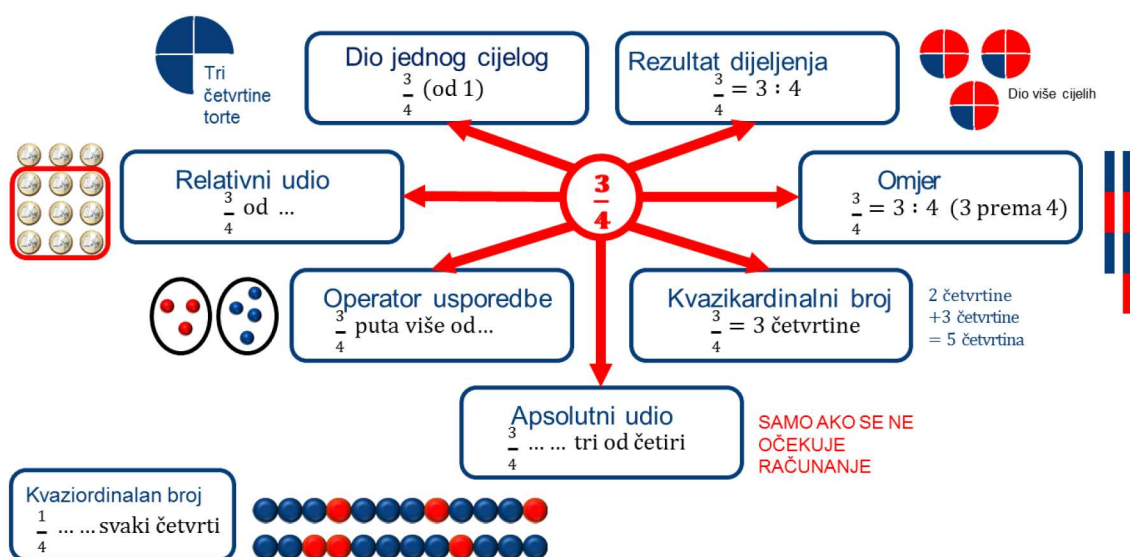 Tri
četvrtine
torte
Dio jednog cijelog
3/4 (od 1)
Rezultat dijeljenja
3/4 = 3 : 4
Dio više cijelih
Relativni udio
3/4 od ...
3/4
Omjer
3/4 = 3 : 4 (3 prema 4)
Operator usporedbe
3/4 puta više od...
Kvazikardinalni broj
3/4 = 3 četvrtine
2 četvrtine
+3 četvrtine
= 5 četvrtina
Apsolutni udio
3/4 ... ... tri od četiri
SAMO AKO SE NE
OČEKUJE
RAČUNANJE
Kvaziordinalan broj
1/4 ... ... svaki četvrti